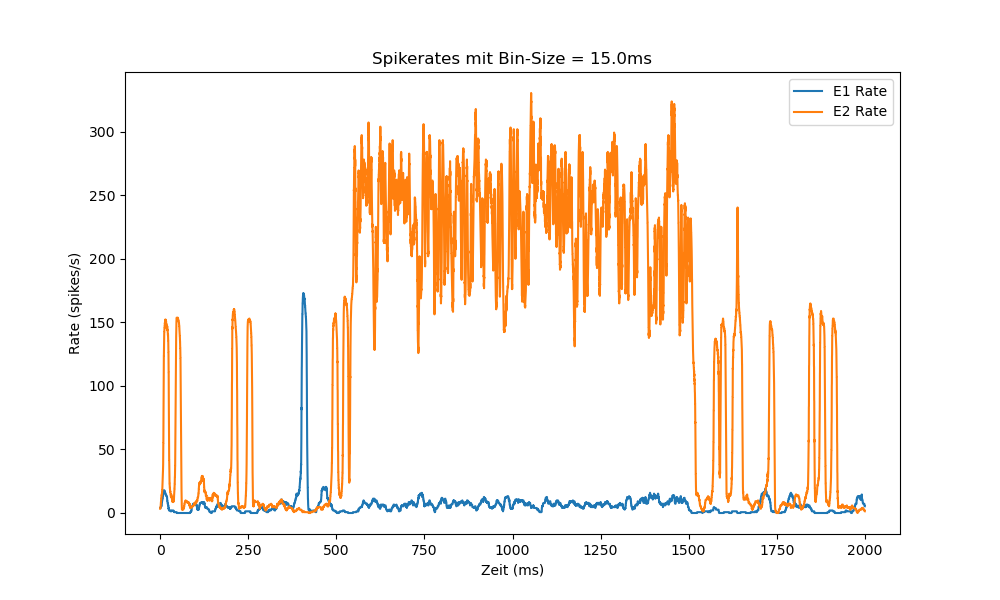 Spikerates mit Bin-Size = 15.0ms
E1 Rate
E2 Rate
300
250
200
150
100
50
0
Rate (spikes/s)
0 250 500 750 1000 1250 1500 1750 2000
Zeit (ms)